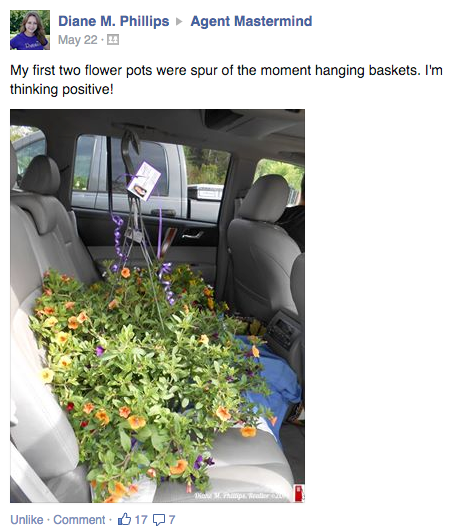 Diane M. Phillips ▸ Agent Mastermind
May 22 ·
My first two flower pots were spur of the moment hanging baskets. I'm
thinking positive!
Diane M. Phillips, Realtor
Unlike · Comment · 17 7